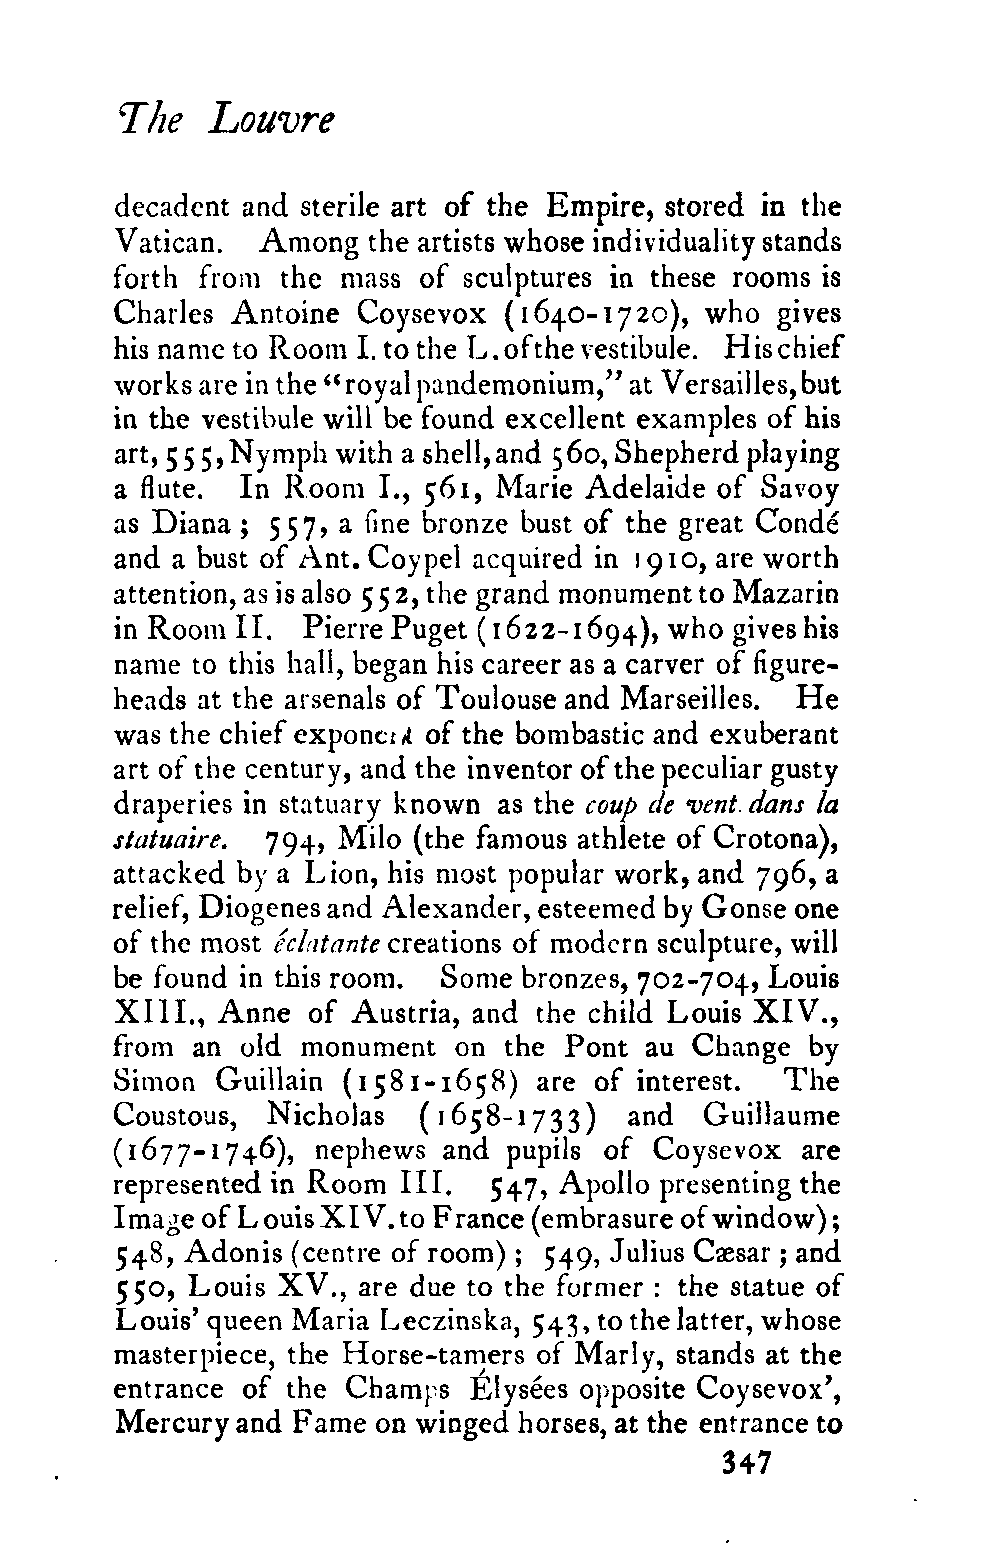 The Louvre
decadent and sterile art of the Empire, stored in the
Vatican. Among the artists whose individuality stands
forth from the mass of sculptures in these rooms is
Charles Antoine Coysevox (1640-1720), who gives
his name to Room I. to the L. of the vestibule. His chief
works are in the "royal pandemonium," at Versailles, but
in the vestibule will be found excellent examples of his
art, 555, Nymph with a shell, and 560, Shepherd playing
a flute. In Room I., 561, Marie Adelaide of Savoy
as Diana; 557, a fine bronze bust of the great Condé
and a bust of Ant. Coypel acquired in 1910, are worth
attention, as is also 552, the grand monument to Mazarin
in Room II. Pierre Puget (1622-1694), who gives his
name to this hall, began his career as a carver of figure-
heads at the arsenals of Toulouse and Marseilles. He
was the chief exponent of the bombastic and exuberant
art of the century, and the inventor of the peculiar gusty
draperies in statuary known as the coup de vent dans la
statuaire. 794, Milo (the famous athlete of Crotona),
attacked by a Lion, his most popular work, and 796, a
relief, Diogenes and Alexander, esteemed by Gonse one
of the most éclatante creations of modern sculpture, will
be found in this room. Some bronzes, 702-704, Louis
XIII., Anne of Austria, and the child Louis XIV.,
from an old monument on the Pont au Change by
Simon Guillain (1581-1658) are of interest. The
Coustous, Nicholas (1658-1733) and Guillaume
(1677-1746), nephews and pupils of Coysevox are
represented in Room III. 547, Apollo presenting the
Image of Louis XIV. to France (embrasure of window);
548, Adonis (centre of room); 549, Julius Cæsar; and
550, Louis XV., are due to the former: the statue of
Louis' queen Maria Leczinska, 543, to the latter, whose
masterpiece, the Horse-tamers of Marly, stands at the
entrance of the Champs Élysées opposite Coysevox',
Mercury and Fame on winged horses, at the entrance to
347